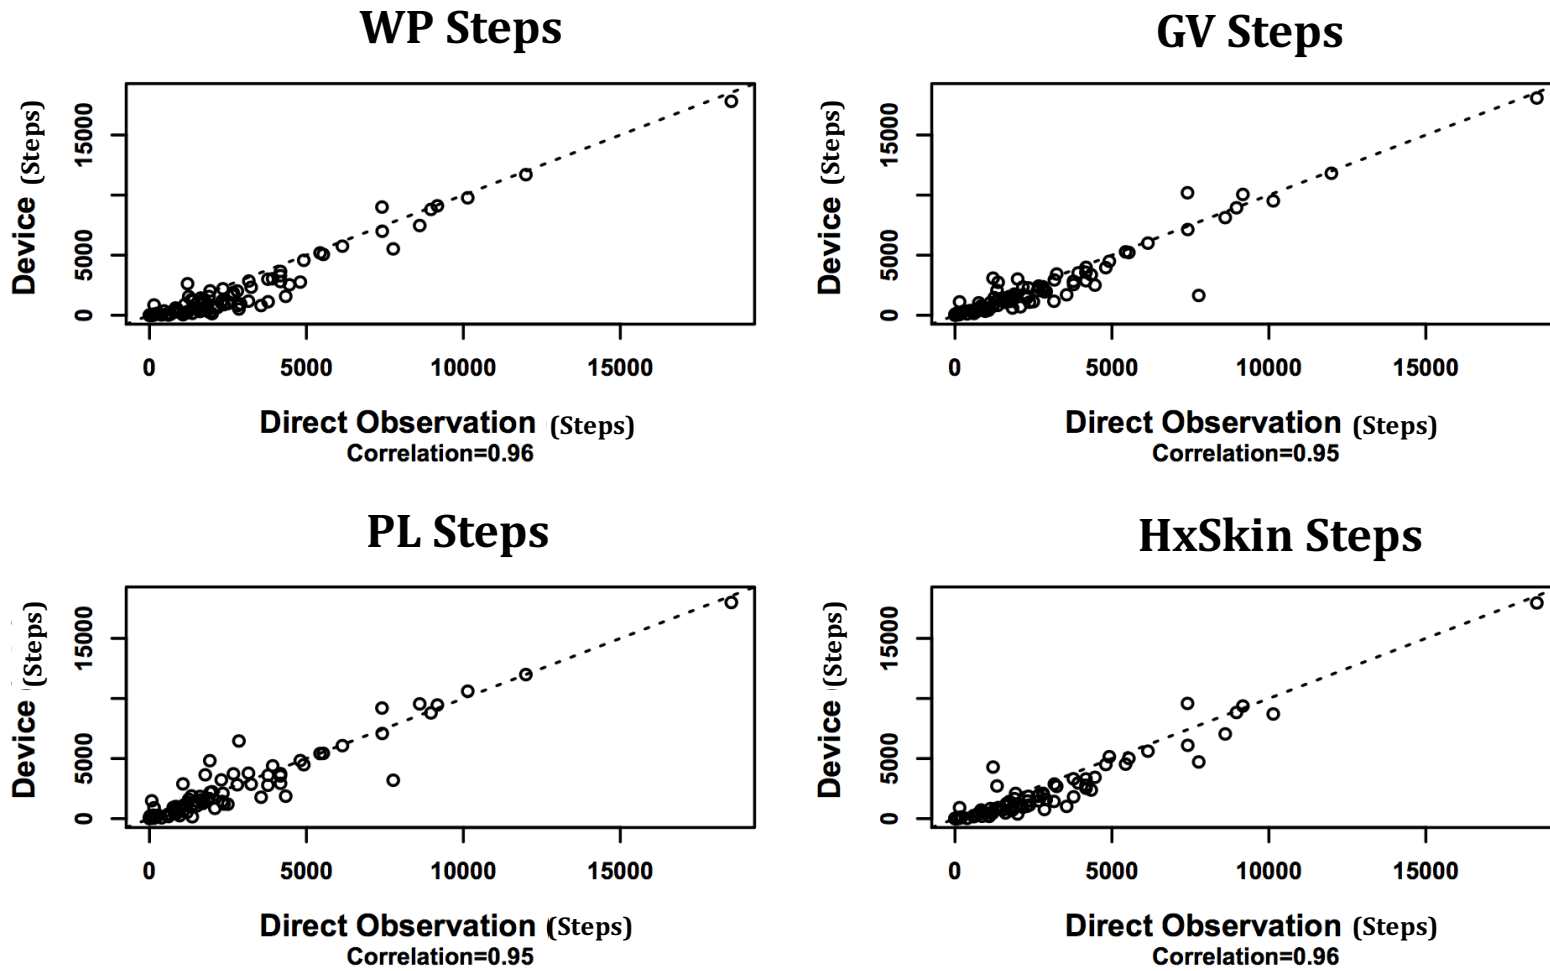 WP Steps
Device (Steps)
15000
5000
0
0 5000 10000 15000
Direct Observation (Steps)
Correlation=0.96
GV Steps
Device (Steps)
15000
5000
0
0 5000 10000 15000
Direct Observation (Steps)
Correlation=0.95
PL Steps
Device (Steps)
15000
5000
0
0 5000 10000 15000
Direct Observation (Steps)
Correlation=0.95
HxSkin Steps
Device (Steps)
15000
5000
0
0 5000 10000 15000
Direct Observation (Steps)
Correlation=0.96